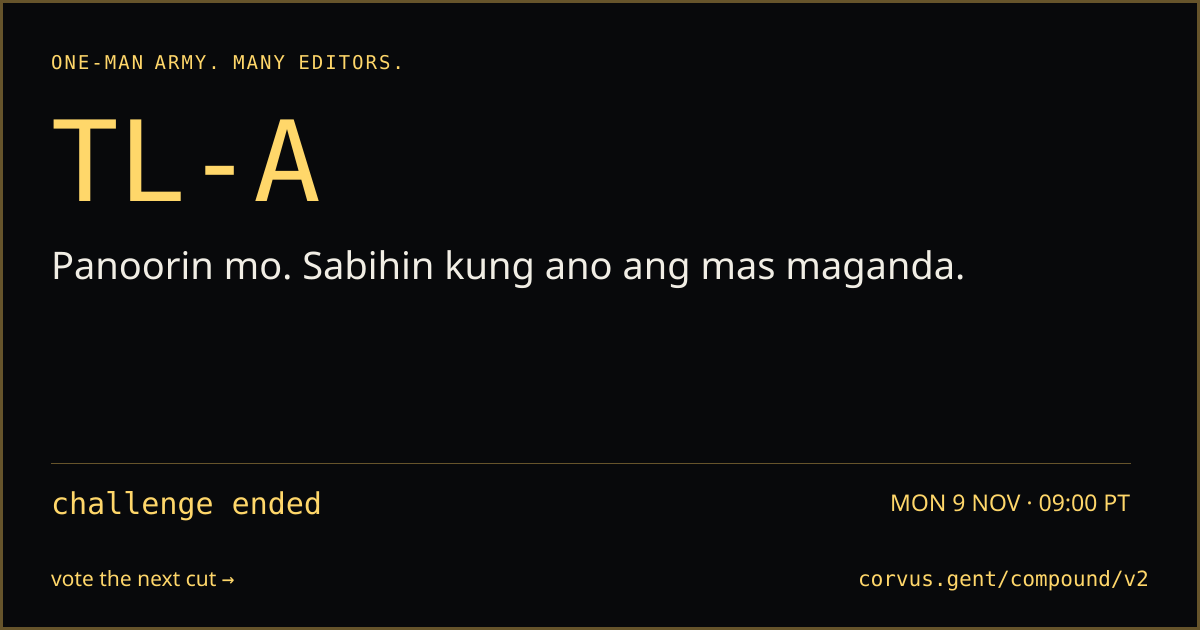 ONE-MAN ARMY. MANY EDITORS.
TL-A
Panoorin mo. Sabihin kung ano ang mas maganda.
challenge ended
MON 9 NOV · 09:00 PT
vote the next cut →
corvus.gent/compound/v2